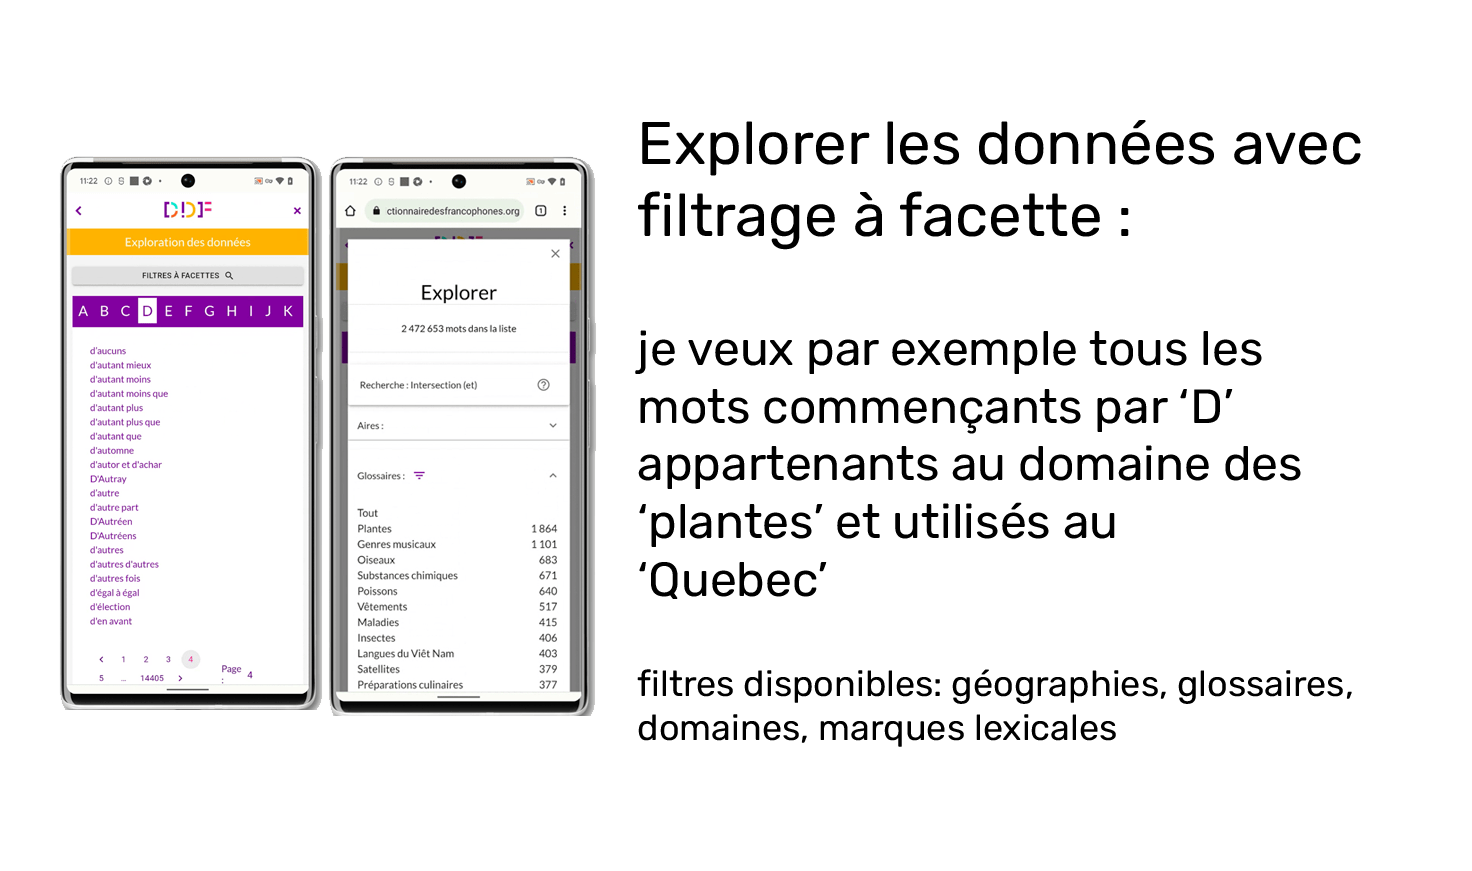 11:22
[D!D]F
Exploration des données
FILTRES À FACETTES
A B C D E F G H I J K
d'aucuns
d'autant mieux
d'autant moins
d'autant moins que
d'autant plus
d'autant plus que
d'autant que
d'automne
d'autor et d'achar
D'Autray
d'autre
d'autre part
D'Autréen
D'Autréens
d'autres
d'autres d'autres
d'autres fois
d'égal à égal
d'élection
d'en avant
1 2 3 4
5 ... 14405
Page : 4
11:22
ctionnairedesfrancophones.org
1
Explorer
2 472 653 mots dans la liste
Recherche : Intersection (et)
Aires :
Glossaires :
Tout
Plantes 1 864
Genres musicaux 1 101
Oiseaux 683
Substances chimiques 671
Poissons 640
Vêtements 517
Maladies 415
Insectes 406
Langues du Viêt Nam 403
Satellites 379
Préparations culinaires 377
Explorer les données avec
filtrage à facette :
je veux par exemple tous les
mots commençants par ‘D’
appartenants au domaine des
‘plantes’ et utilisés au
‘Quebec’
filtres disponibles: géographies, glossaires,
domaines, marques lexicales